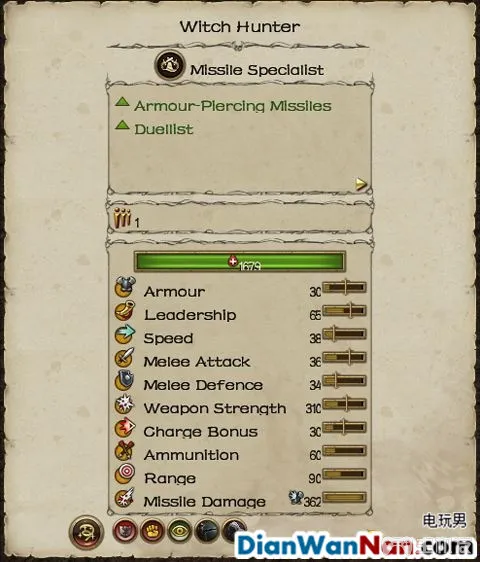 Witch Hunter
Missile Specialist
Armour-Piercing Missiles
Duellist
1
1679
Armour 30
Leadership 65
Speed 38
Melee Attack 36
Melee Defence 34
Weapon Strength 310
Charge Bonus 30
Ammunition 60
Range 90
Missile Damage 362
电玩男
DianWanNan.com